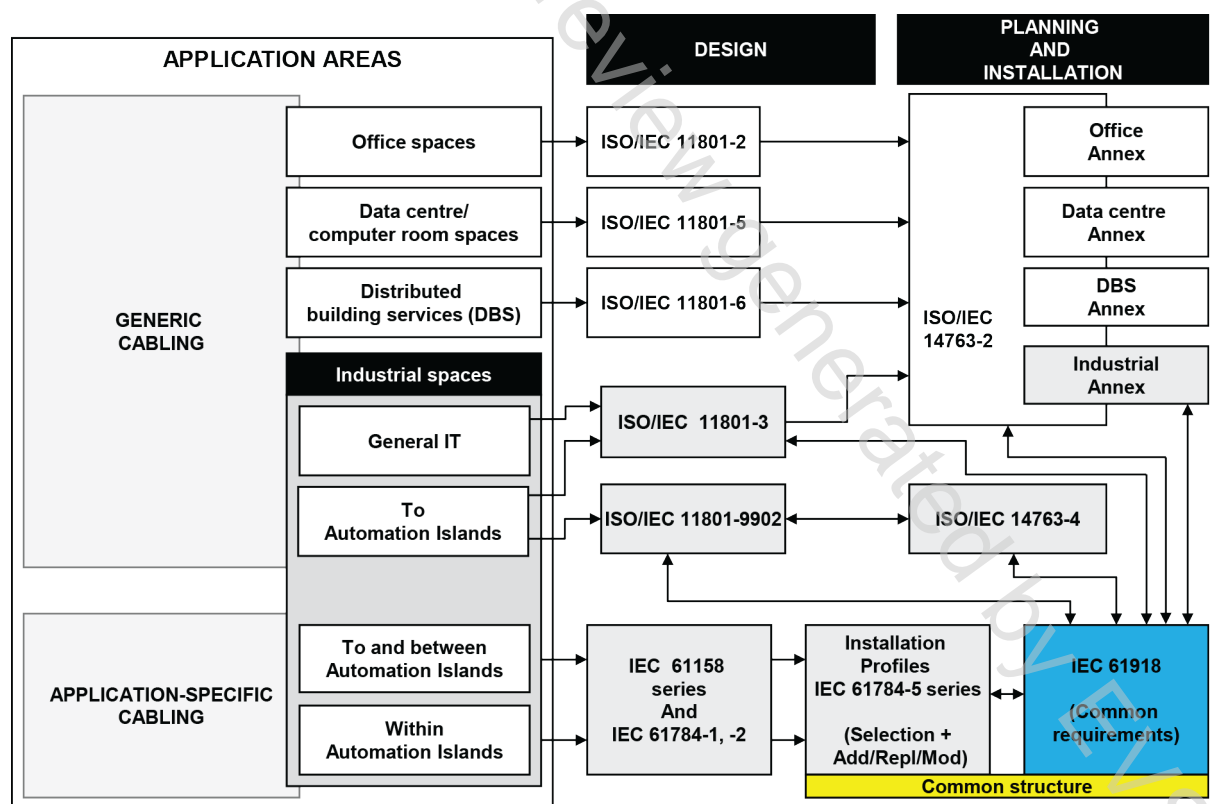 APPLICATION AREAS
DESIGN
PLANNING
AND
INSTALLATION
GENERIC
CABLING
Office spaces
ISO/IEC 11801-2
Office
Annex
Data centre/
computer room spaces
ISO/IEC 11801-5
Data centre
Annex
Distributed
building services (DBS)
ISO/IEC 11801-6
DBS
Annex
ISO/IEC
14763-2
Industrial
Annex
Industrial spaces
General IT
ISO/IEC 11801-3
To
Automation Islands
ISO/IEC 11801-9902
ISO/IEC 14763-4
APPLICATION-SPECIFIC
CABLING
To and between
Automation Islands
Within
Automation Islands
IEC 61158
series
And
IEC 61784-1, -2
Installation
Profiles
IEC 61784-5 series
(Selection +
Add/Repl/Mod)
IEC 61918
(Common
requirements)
Common structure
generated by